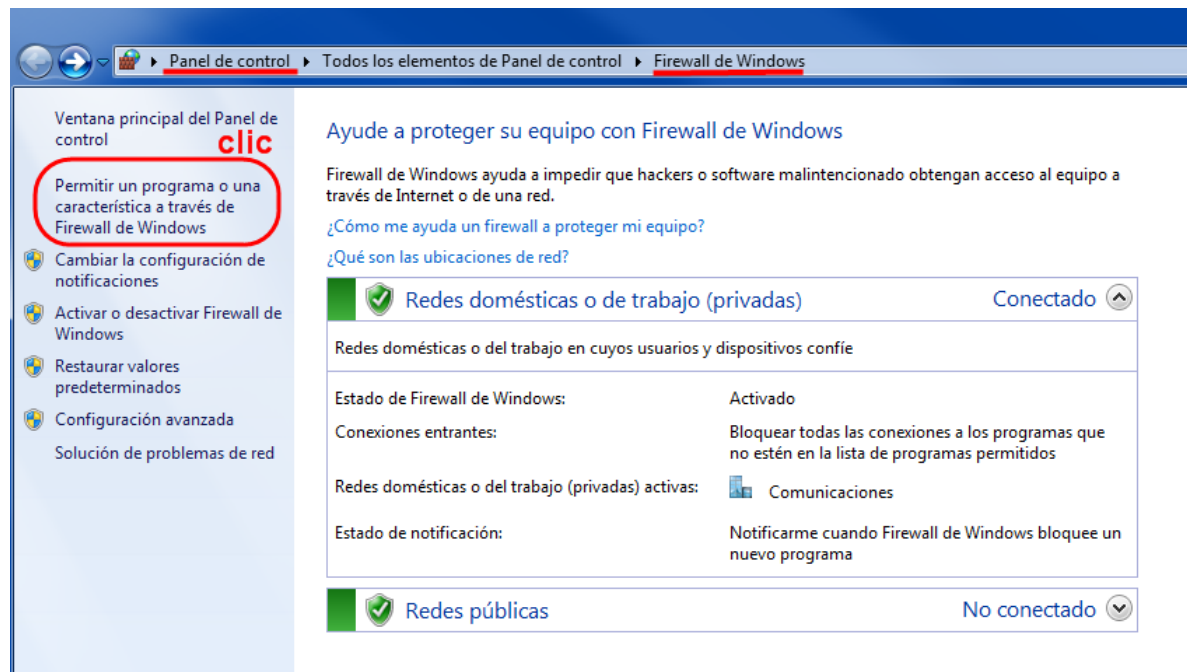 Panel de control Todos los elementos de Panel de control Firewall de Windows
Ventana principal del Panel de
control
clic
Permitir un programa o una
característica a través de
Firewall de Windows
Cambiar la configuración de
notificaciones
Activar o desactivar Firewall de
Windows
Restaurar valores
predeterminados
Configuración avanzada
Solución de problemas de red
Ayude a proteger su equipo con Firewall de Windows
Firewall de Windows ayuda a impedir que hackers o software malintencionado obtengan acceso al equipo a
través de Internet o de una red.
¿Cómo me ayuda un firewall a proteger mi equipo?
¿Qué son las ubicaciones de red?
Redes domésticas o de trabajo (privadas) Conectado
Redes domésticas o del trabajo en cuyos usuarios y dispositivos confíe
Estado de Firewall de Windows: Activado
Conexiones entrantes: Bloquear todas las conexiones a los programas que
no estén en la lista de programas permitidos
Redes domésticas o del trabajo (privadas) activas: Comunicaciones
Estado de notificación: Notificarme cuando Firewall de Windows bloquee un
nuevo programa
Redes públicas No conectado